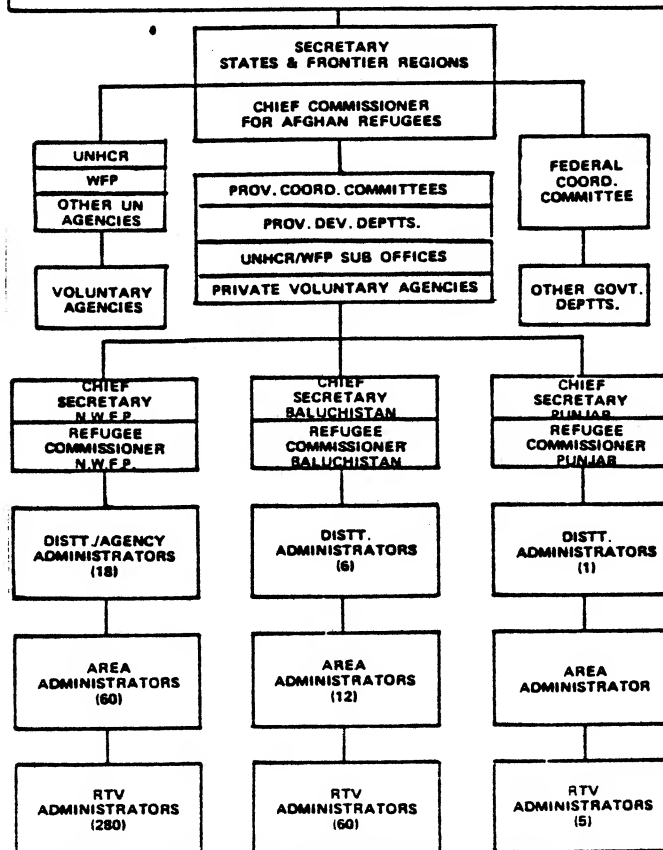 SECRETARY
STATES & FRONTIER REGIONS
CHIEF COMMISSIONER
FOR AFGHAN REFUGEES
UNHCR
WFP
OTHER UN
AGENCIES
VOLUNTARY
AGENCIES
PROV. COORD. COMMITTEES
PROV. DEV. DEPTTS.
UNHCR/WFP SUB OFFICES
PRIVATE VOLUNTARY AGENCIES
FEDERAL
COORD.
COMMITTEE
OTHER GOVT.
DEPTTS.
CHIEF
SECRETARY
N.W.F.P.
REFUGEE
COMMISSIONER
N.W.F.P.
CHIEF
SECRETARY
BALUCHISTAN
REFUGEE
COMMISSIONER
BALUCHISTAN
CHIEF
SECRETARY
PUNJAB
REFUGEE
COMMISSIONER
PUNJAB
DISTT./AGENCY
ADMINISTRATORS
(18)
DISTT.
ADMINISTRATORS
(6)
DISTT.
ADMINISTRATORS
(1)
AREA
ADMINISTRATORS
(60)
AREA
ADMINISTRATORS
(12)
AREA
ADMINISTRATOR
RTV
ADMINISTRATORS
(280)
RTV
ADMINISTRATORS
(60)
RTV
ADMINISTRATORS
(5)